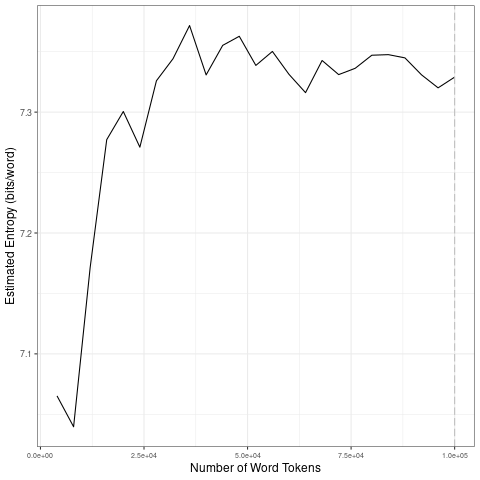 Estimated Entropy (bits/word)
7.3
7.2
7.1
0.0e+00 2.5e+04 5.0e+04 7.5e+04 1.0e+05
Number of Word Tokens